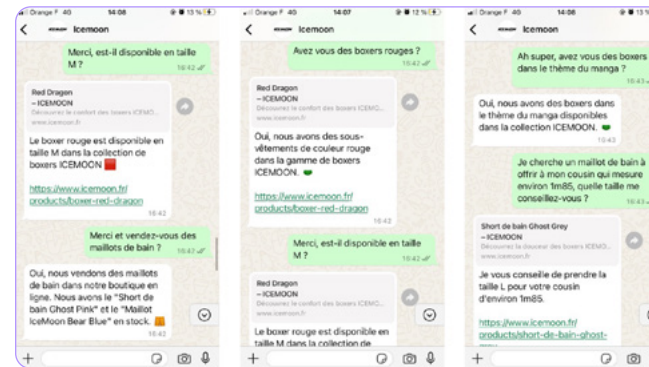 Orange F 4G 14:08 13 %
Icemoon
Merci, est-il disponible en taille
M ?
16:42
Red Dragon
– ICEMOON
Découvrez le confort des boxers ICEMO...
www.icemoon.fr
Le boxer rouge est disponible en
taille M dans la collection de
boxers ICEMOON 🟥
https://www.icemoon.fr/
products/boxer-red-dragon
16:42
Merci et vendez-vous des
maillots de bain ?
16:42
Oui, nous vendons des maillots
de bain dans notre boutique en
ligne. Nous avons le "Short de
bain Ghost Pink" et le "Maillot
IceMoon Bear Blue" en stock. 🩳
16:42
Orange F 4G 14:07 12 %
Icemoon
Avez vous des boxers rouges ?
16:42
Red Dragon
– ICEMOON
Découvrez le confort des boxers ICEMO...
www.icemoon.fr
Oui, nous avons des sous-
vêtements de couleur rouge
dans la gamme de boxers
ICEMOON. 🩲
https://www.icemoon.fr/
products/boxer-red-dragon
16:42
Merci, est-il disponible en taille
M ?
16:42
Red Dragon
– ICEMOON
Découvrez le confort des boxers ICEMO...
www.icemoon.fr
Le boxer rouge est disponible en
taille M dans la collection de
Orange F 4G 14:08 13 %
Icemoon
Ah super, avez vous des boxers
dans le thème du manga ?
16:43
Oui, nous avons des boxers dans
le thème du manga disponibles
dans la collection ICEMOON. 🩲
16:43
Je cherche un maillot de bain à
offrir à mon cousin qui mesure
environ 1m85, quelle taille me
conseillez-vous ?
16:43
Short de bain Ghost Grey
– ICEMOON
Découvrez la douceur des boxers ICEM...
www.icemoon.fr
Je vous conseille de prendre la
taille L pour votre cousin
d'environ 1m85.
https://www.icemoon.fr/
products/short-de-bain-ghost-